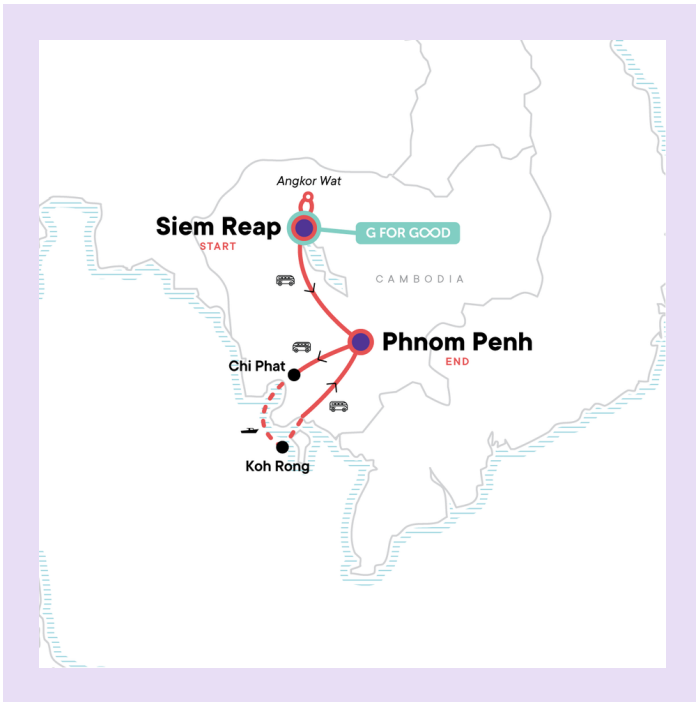 Angkor Wat
Siem Reap
START
G FOR GOOD
CAMBODIA
Phnom Penh
END
Chi Phat
Koh Rong